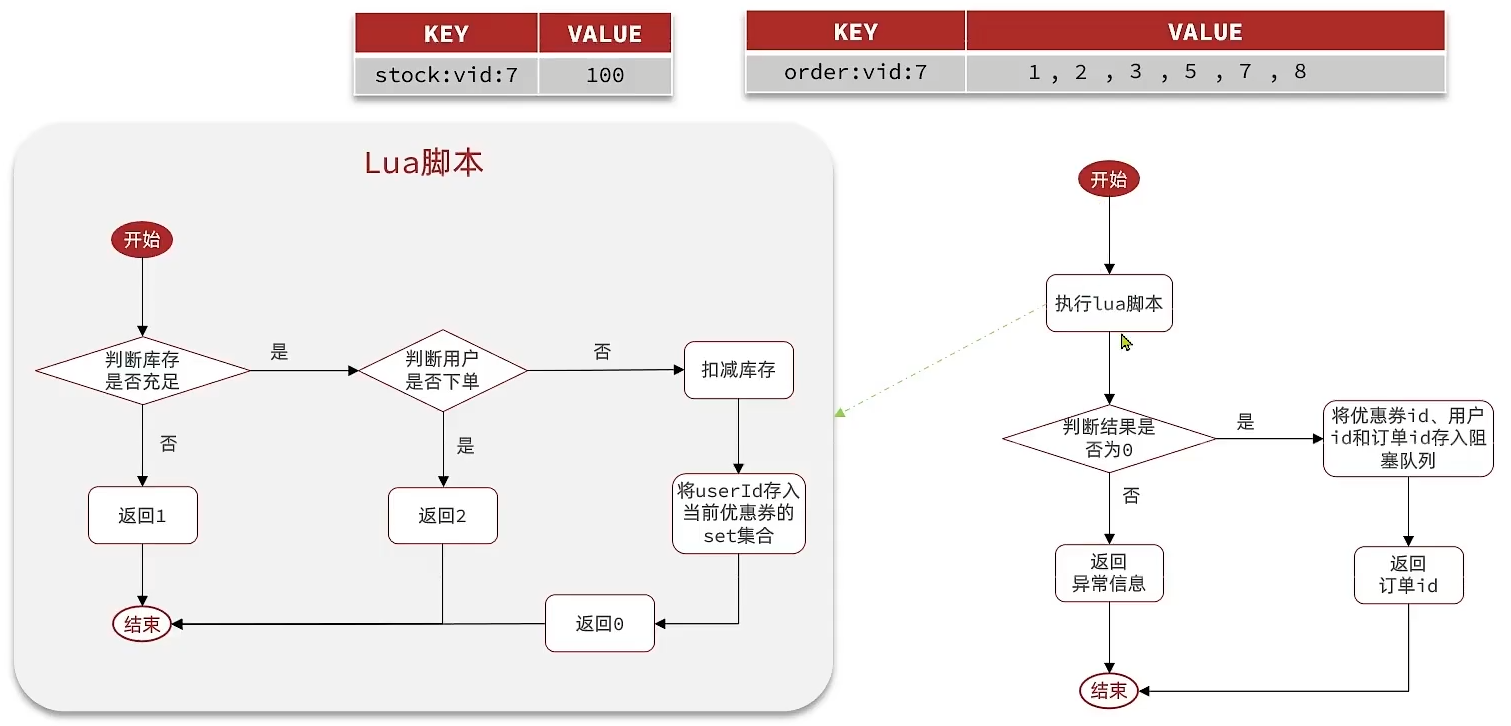 KEY VALUE
stock:vid:7 100
KEY VALUE
order:vid:7 1 , 2 , 3 , 5 , 7 , 8
Lua脚本
开始
判断库存
是否充足
是
判断用户
是否下单
否
扣减库存
否
是
返回1
返回2
将userId存入
当前优惠券的
set集合
结束
返回0
开始
执行lua脚本
判断结果是
否为0
是
将优惠券id、用户
id和订单id存入阻
塞队列
否
返回
异常信息
返回
订单id
结束